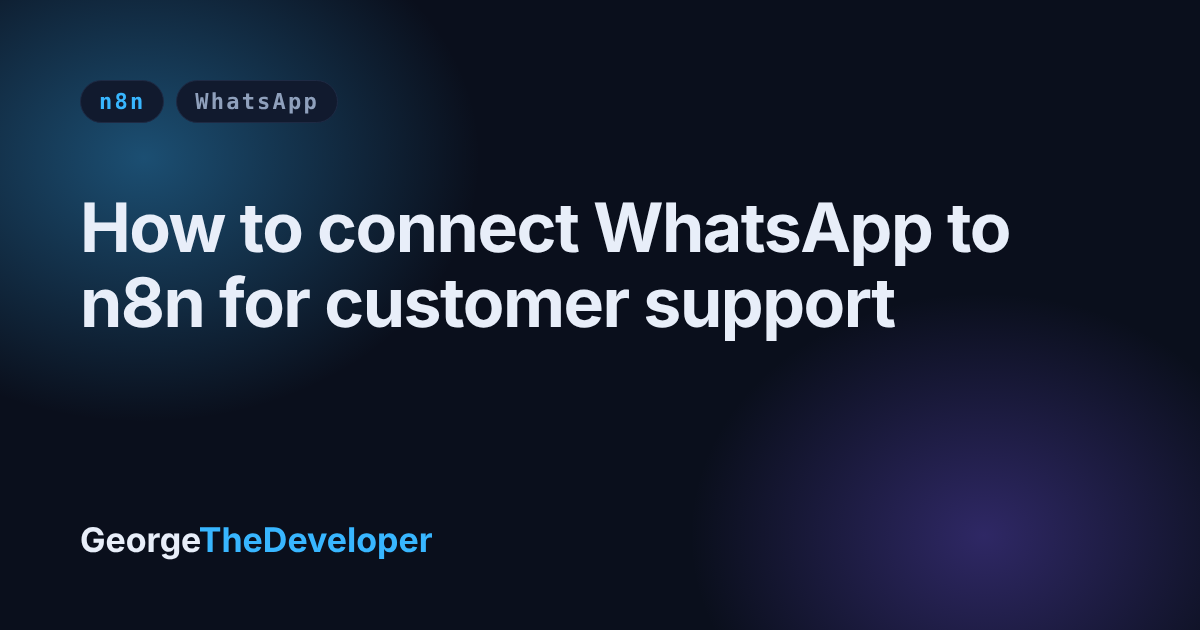 n8n WhatsApp
How to connect WhatsApp to
n8n for customer support
GeorgeTheDeveloper